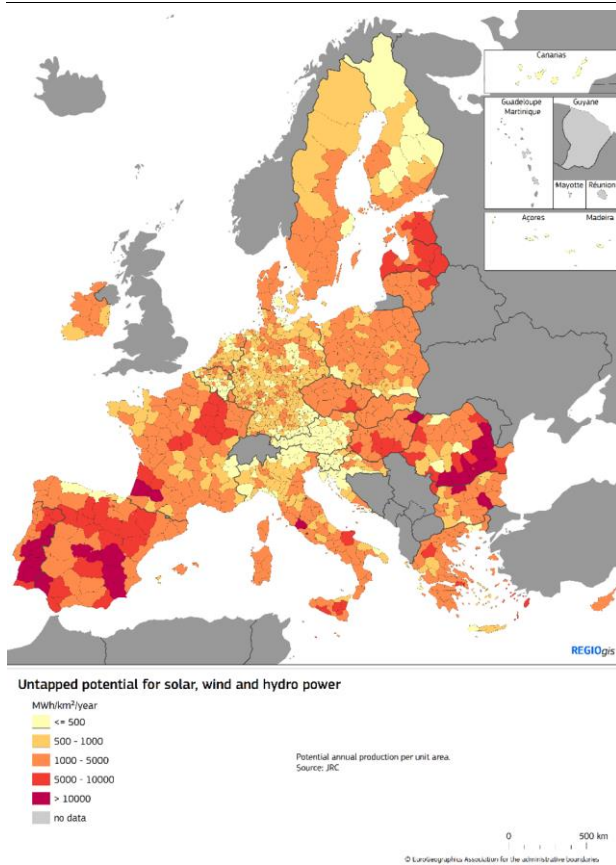 Canarias
Guadeloupe
Martinique
Guyane
Mayotte
Réunion
Açores
Madeira
REGIOgis
Untapped potential for solar, wind and hydro power
MWh/km²/year
<= 500
500 - 1000
1000 - 5000
5000 - 10000
> 10000
no data
Potential annual production per unit area.
Source: JRC
0 500 km
© EuroGeographics Association for the administrative boundaries